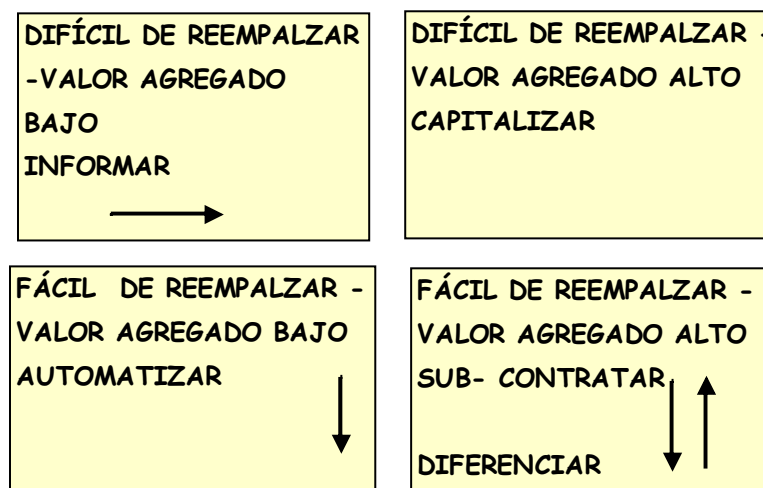 DIFÍCIL DE REEMPALZAR
-VALOR AGREGADO
BAJO
INFORMAR
DIFÍCIL DE REEMPALZAR -
VALOR AGREGADO ALTO
CAPITALIZAR
FÁCIL DE REEMPALZAR -
VALOR AGREGADO BAJO
AUTOMATIZAR
FÁCIL DE REEMPALZAR -
VALOR AGREGADO ALTO
SUB- CONTRATAR
DIFERENCIAR